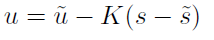 u = ũ − K(s − s̃)